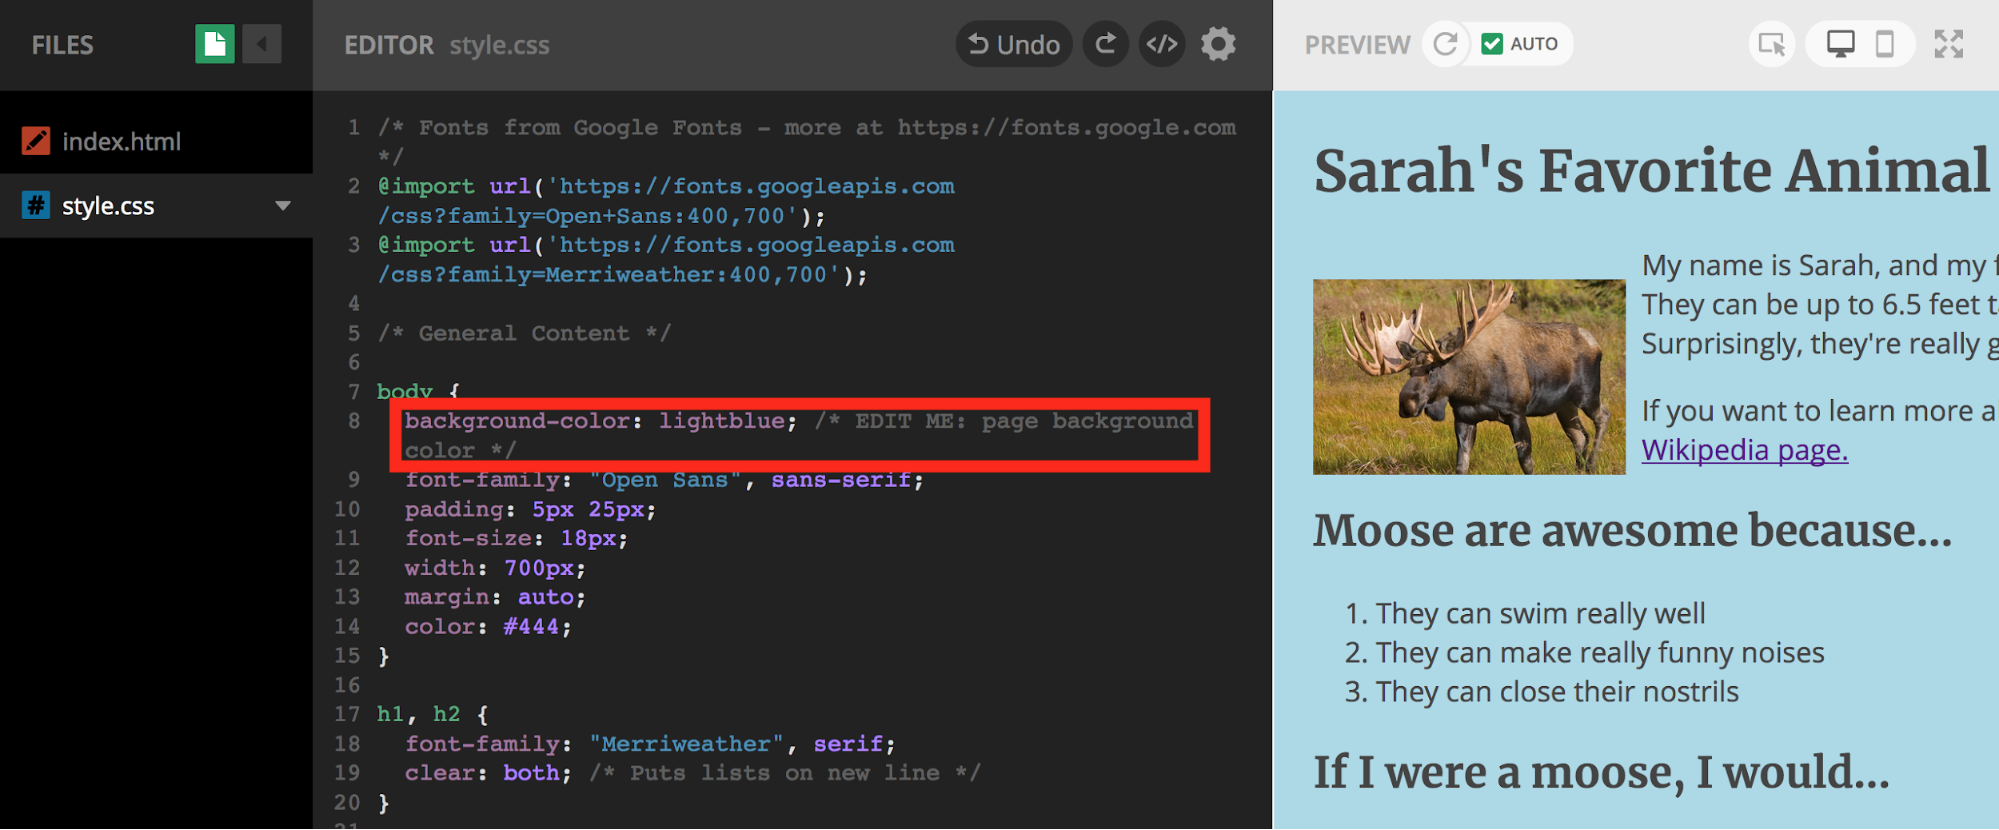 FILES
index.html
style.css
EDITOR style.css
Undo
1 /* Fonts from Google Fonts - more at https://fonts.google.com
*/
2 @import url('https://fonts.googleapis.com
/css?family=Open+Sans:400,700');
3 @import url('https://fonts.googleapis.com
/css?family=Merriweather:400,700');
4
5 /* General Content */
6
7 body {
8 background-color: lightblue; /* EDIT ME: page background
color */
9 font-family: "Open Sans", sans-serif;
10 padding: 5px 25px;
11 font-size: 18px;
12 width: 700px;
13 margin: auto;
14 color: #444;
15 }
16
17 h1, h2 {
18 font-family: "Merriweather", serif;
19 clear: both; /* Puts lists on new line */
20 }
PREVIEW AUTO
Sarah's Favorite Animal
My name is Sarah, and my
They can be up to 6.5 feet
Surprisingly, they're really
If you want to learn more
Wikipedia page.
Moose are awesome because...
1. They can swim really well
2. They can make really funny noises
3. They can close their nostrils
If I were a moose, I would...